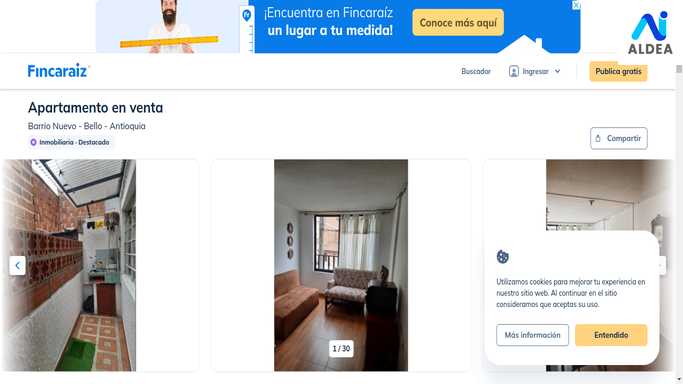 ¡Encuentra en Fincaraíz
un lugar a tu medida!
Conoce más aquí
Fr
ALDEA
Fincaraiz
Buscador
Ingresar
Publica gratis
Apartamento en venta
Barrio Nuevo - Bello - Antioquia
Inmobiliaria · Destacado
Compartir
1 / 30
Utilizamos cookies para mejorar tu experiencia en
nuestro sitio web. Al continuar en el sitio
consideramos que aceptas su uso.
Más información
Entendido